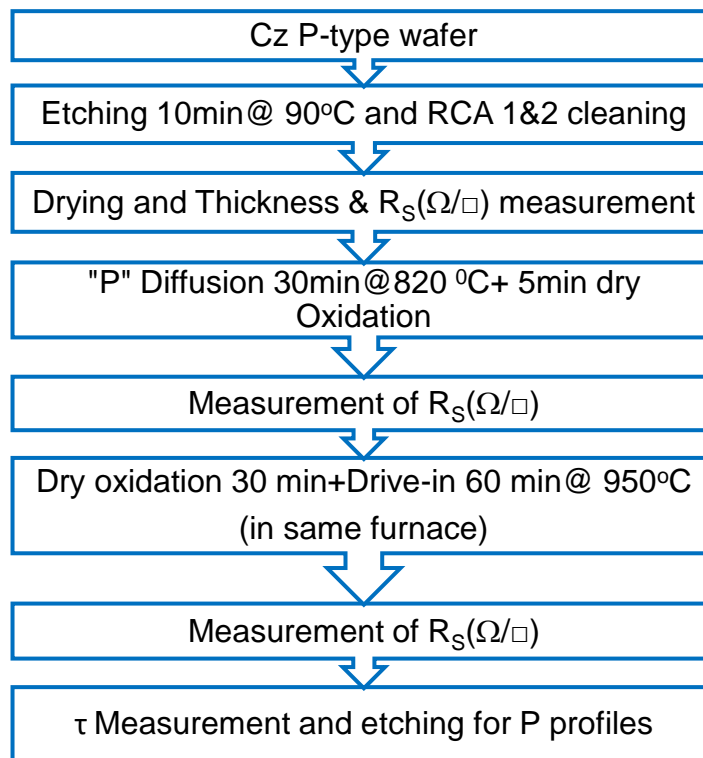 Cz P-type wafer
Etching 10min@ 90ºC and RCA 1&2 cleaning
Drying and Thickness & Rₛ(Ω/□) measurement
"P" Diffusion 30min@820 ⁰C+ 5min dry
Oxidation
Measurement of Rₛ(Ω/□)
Dry oxidation 30 min+Drive-in 60 min@ 950ºC
(in same furnace)
Measurement of Rₛ(Ω/□)
τ Measurement and etching for P profiles